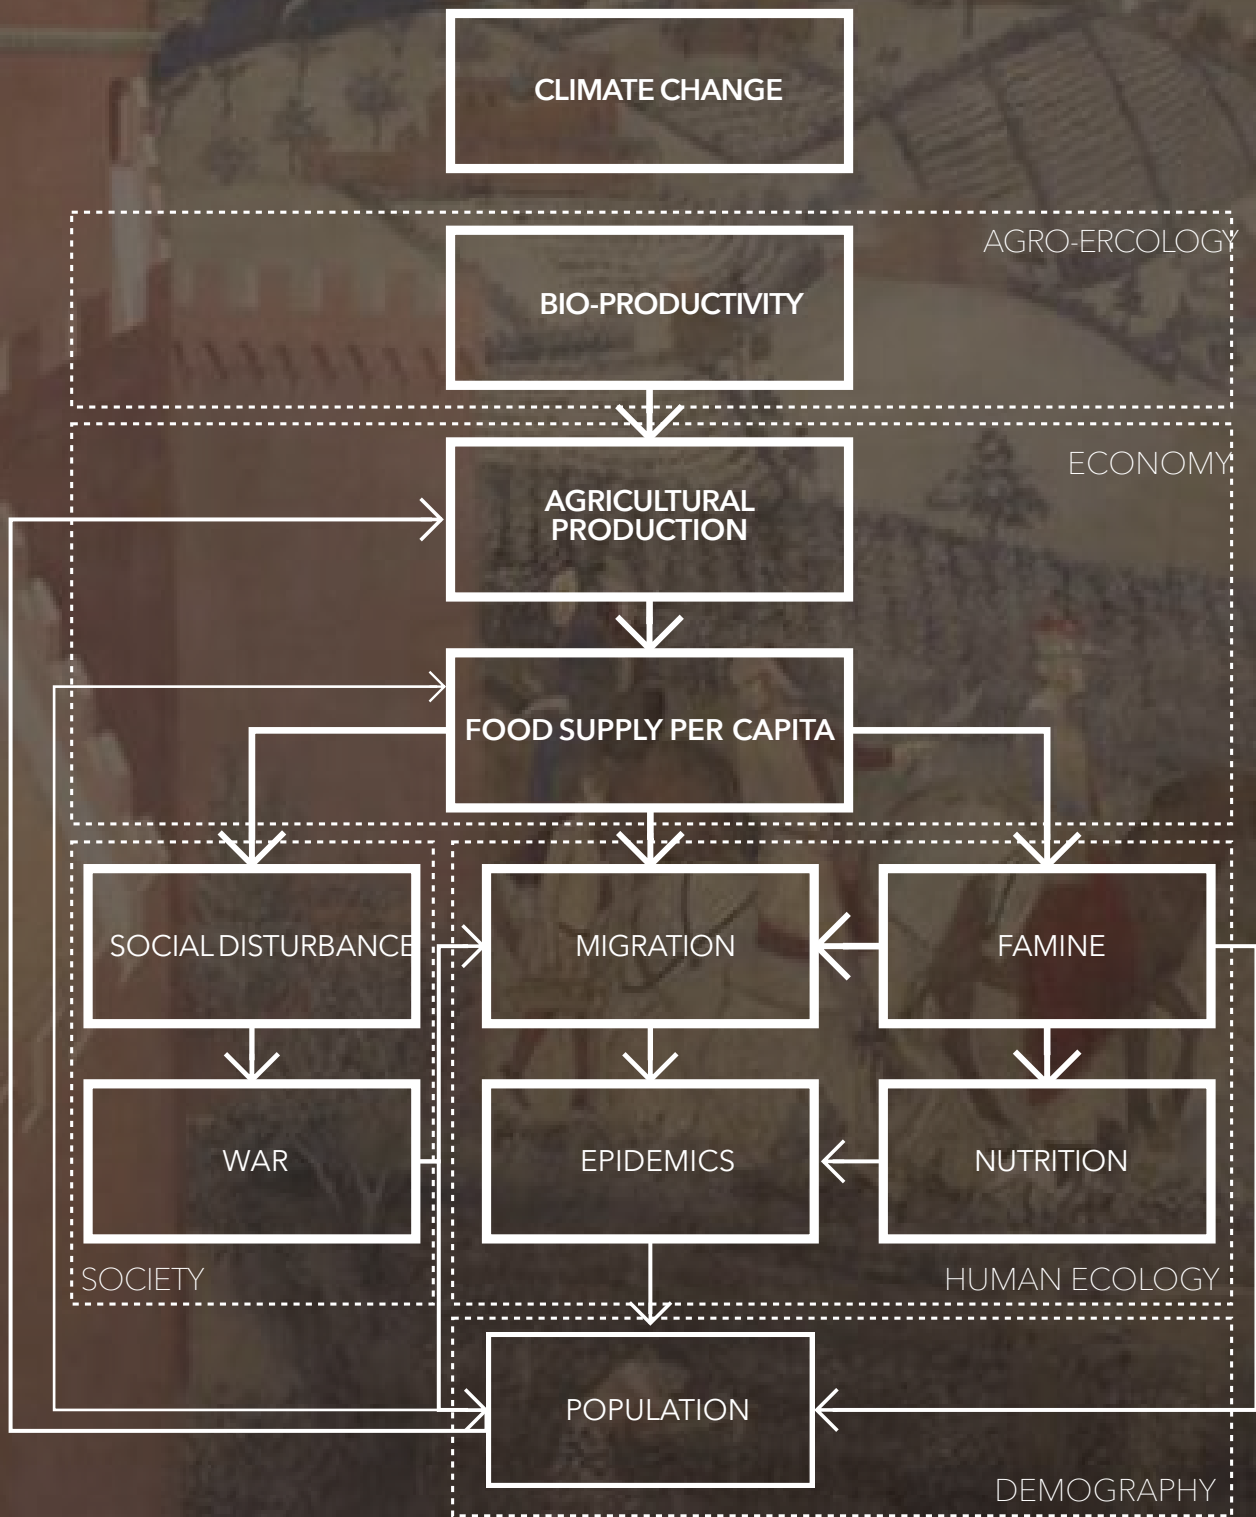 CLIMATE CHANGE
AGRO-ERCOLOGY
BIO-PRODUCTIVITY
ECONOMY
AGRICULTURAL
PRODUCTION
FOOD SUPPLY PER CAPITA
SOCIAL DISTURBANCE
MIGRATION
FAMINE
WAR
EPIDEMICS
NUTRITION
SOCIETY
HUMAN ECOLOGY
POPULATION
DEMOGRAPHY